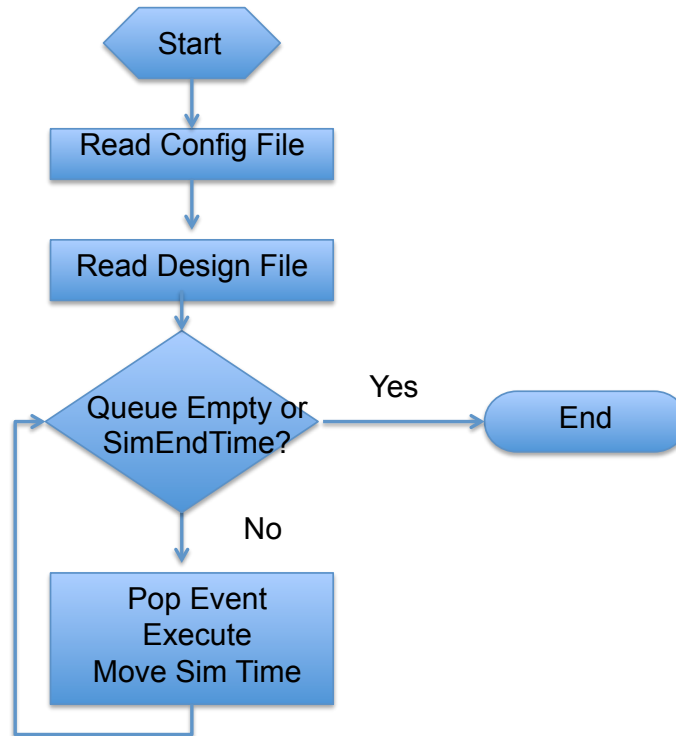 Start
Read Config File
Read Design File
Queue Empty or
SimEndTime?
Yes
End
No
Pop Event
Execute
Move Sim Time